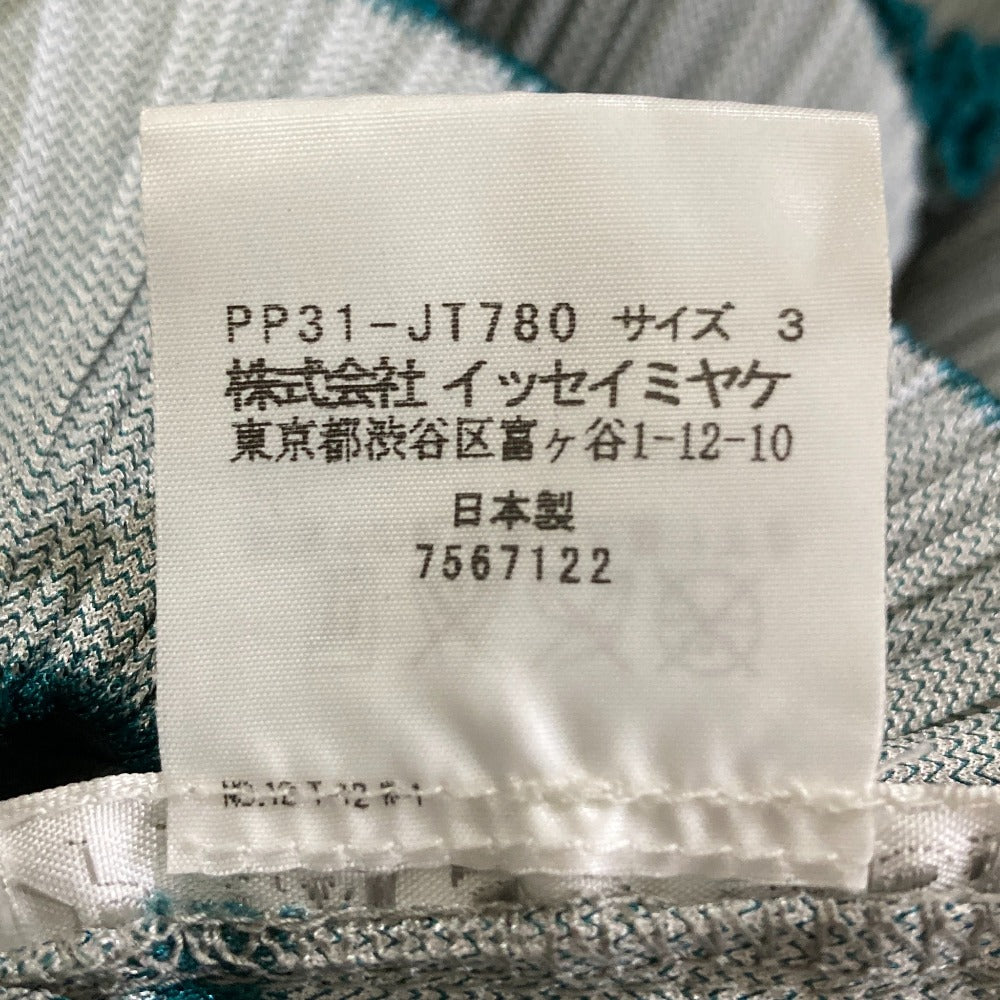 PP31-JT780 サイズ 3
株式会社 イッセイミヤケ
東京都渋谷区富ヶ谷1-12-10
日本製
7567122